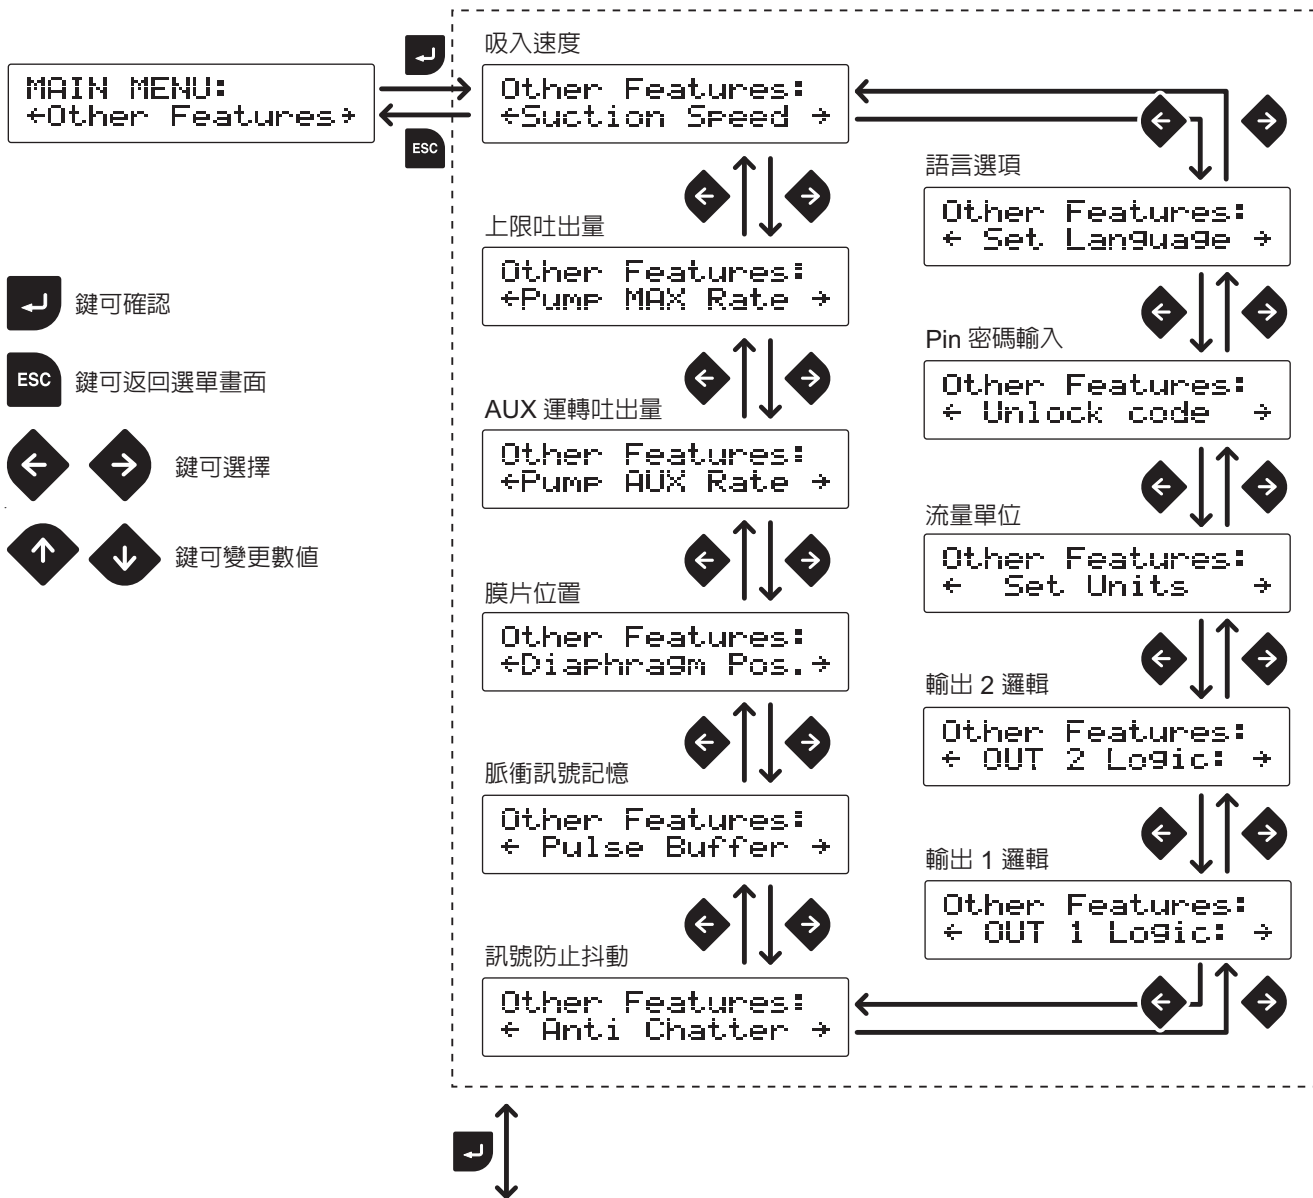 MAIN MENU:
←Other Features→
ESC
鍵可確認
ESC 鍵可返回選單畫面
鍵可選擇
鍵可變更數值
吸入速度
Other Features:
←Suction Speed →
上限吐出量
Other Features:
←Pump MAX Rate →
AUX 運轉吐出量
Other Features:
←Pump AUX Rate →
膜片位置
Other Features:
←Diaphragm Pos.→
脈衝訊號記憶
Other Features:
← Pulse Buffer →
訊號防止抖動
Other Features:
← Anti Chatter →
語言選項
Other Features:
← Set Language →
Pin 密碼輸入
Other Features:
← Unlock code →
流量單位
Other Features:
← Set Units →
輸出 2 邏輯
Other Features:
← OUT 2 Logic: →
輸出 1 邏輯
Other Features:
← OUT 1 Logic: →